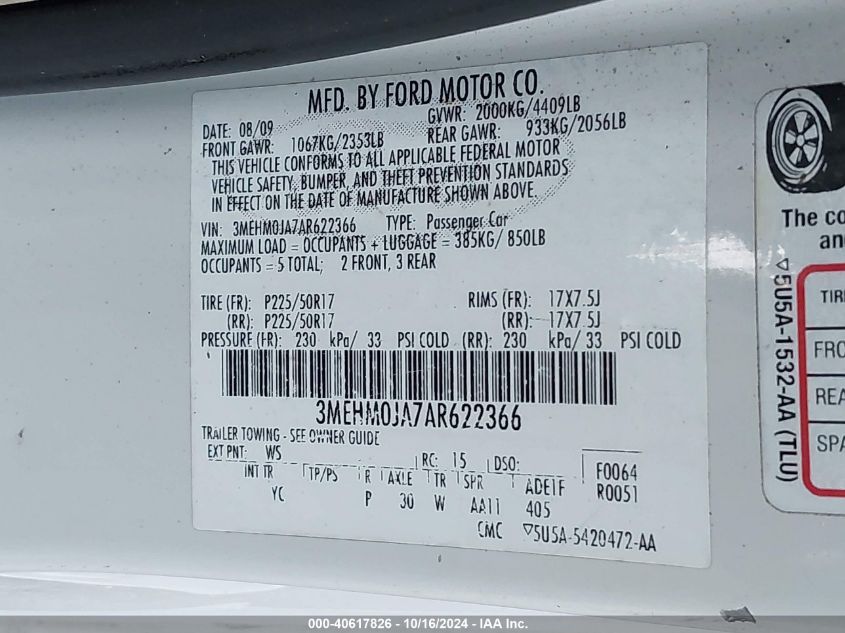 MFD. BY FORD MOTOR CO.
DATE: 08/09 GVWR: 2000KG/4409LB
FRONT GAWR: 1067KG/2353LB REAR GAWR: 933KG/2056LB
THIS VEHICLE CONFORMS TO ALL APPLICABLE FEDERAL MOTOR
VEHICLE SAFETY, BUMPER, AND THEFT PREVENTION STANDARDS
IN EFFECT ON THE DATE OF MANUFACTURE SHOWN ABOVE.
VIN: 3MEHM0JA7AR622366 TYPE: Passenger Car
MAXIMUM LOAD = OCCUPANTS + LUGGAGE = 385KG/ 850LB
OCCUPANTS = 5 TOTAL; 2 FRONT, 3 REAR
TIRE (FR): P225/50R17 RIMS (FR): 17X7.5J
(RR): P225/50R17 (RR): 17X7.5J
PRESSURE (FR): 230 kPa/ 33 PSI COLD (RR): 230 kPa/ 33 PSI COLD
3MEHM0JA7AR622366
TRAILER TOWING - SEE OWNER GUIDE
EXT PNT: WS RC: 15 DSO: F0064
INT TR TP/PS R AXLE TR SPR ADE1F R0051
YC P 30 W AA11 405
CMC ▽5U5A-5420472-AA
The co
an
▽5U5A-1532-AA (TLU)
TIRE
FRO
REA
SPA
000-40617826 - 10/16/2024 - IAA Inc.